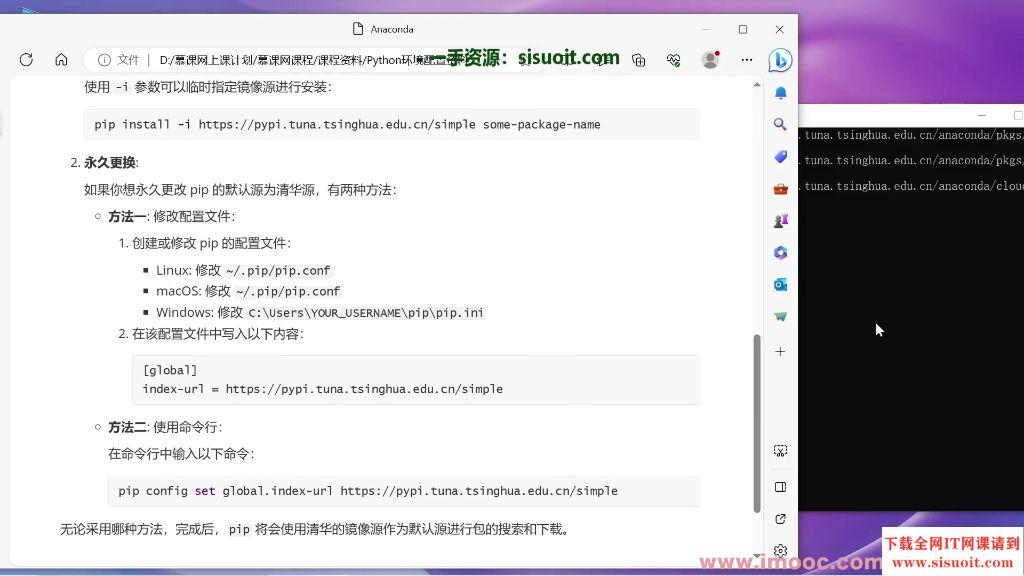 Anaconda
文件
D:/慕课网上课计划/慕课网课程/课程资料/Python环境配置
一手资源：sisuoit.com
使用 -i 参数可以临时指定镜像源进行安装：
pip install -i https://pypi.tuna.tsinghua.edu.cn/simple some-package-name
2. 永久更换:
如果你想永久更改 pip 的默认源为清华源，有两种方法：
方法一: 修改配置文件：
1. 创建或修改 pip 的配置文件：
Linux: 修改 ~/.pip/pip.conf
macOS: 修改 ~/.pip/pip.conf
Windows: 修改 C:\Users\YOUR_USERNAME\pip\pip.ini
2. 在该配置文件中写入以下内容：
[global]
index-url = https://pypi.tuna.tsinghua.edu.cn/simple
方法二: 使用命令行：
在命令行中输入以下命令：
pip config set global.index-url https://pypi.tuna.tsinghua.edu.cn/simple
无论采用哪种方法，完成后，pip 将会使用清华的镜像源作为默认源进行包的搜索和下载。
.tuna.tsinghua.edu.cn/anaconda/pkgs/
.tuna.tsinghua.edu.cn/anaconda/pkgs/
.tuna.tsinghua.edu.cn/anaconda/cloud
www.imooc.com
下载全网IT网课请到
www.sisuoit.com